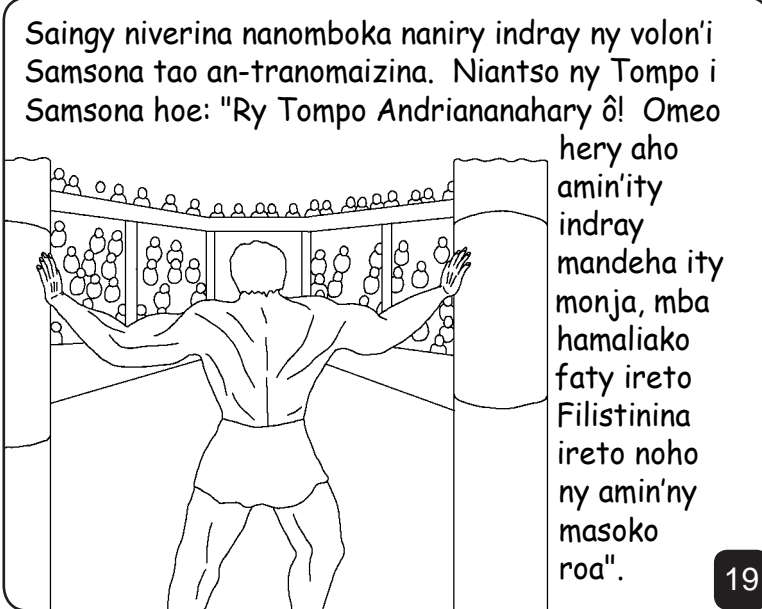 Saingy niverina nanomboka naniry indray ny volon'i
Samsona tao an-tranomaizina. Niantso ny Tompo i
Samsona hoe: "Ry Tompo Andriananahary ô! Omeo
hery aho
amin'ity
indray
mandeha ity
monja, mba
hamaliako
faty ireto
Filistinina
ireto noho
ny amin'ny
masoko
roa".
19